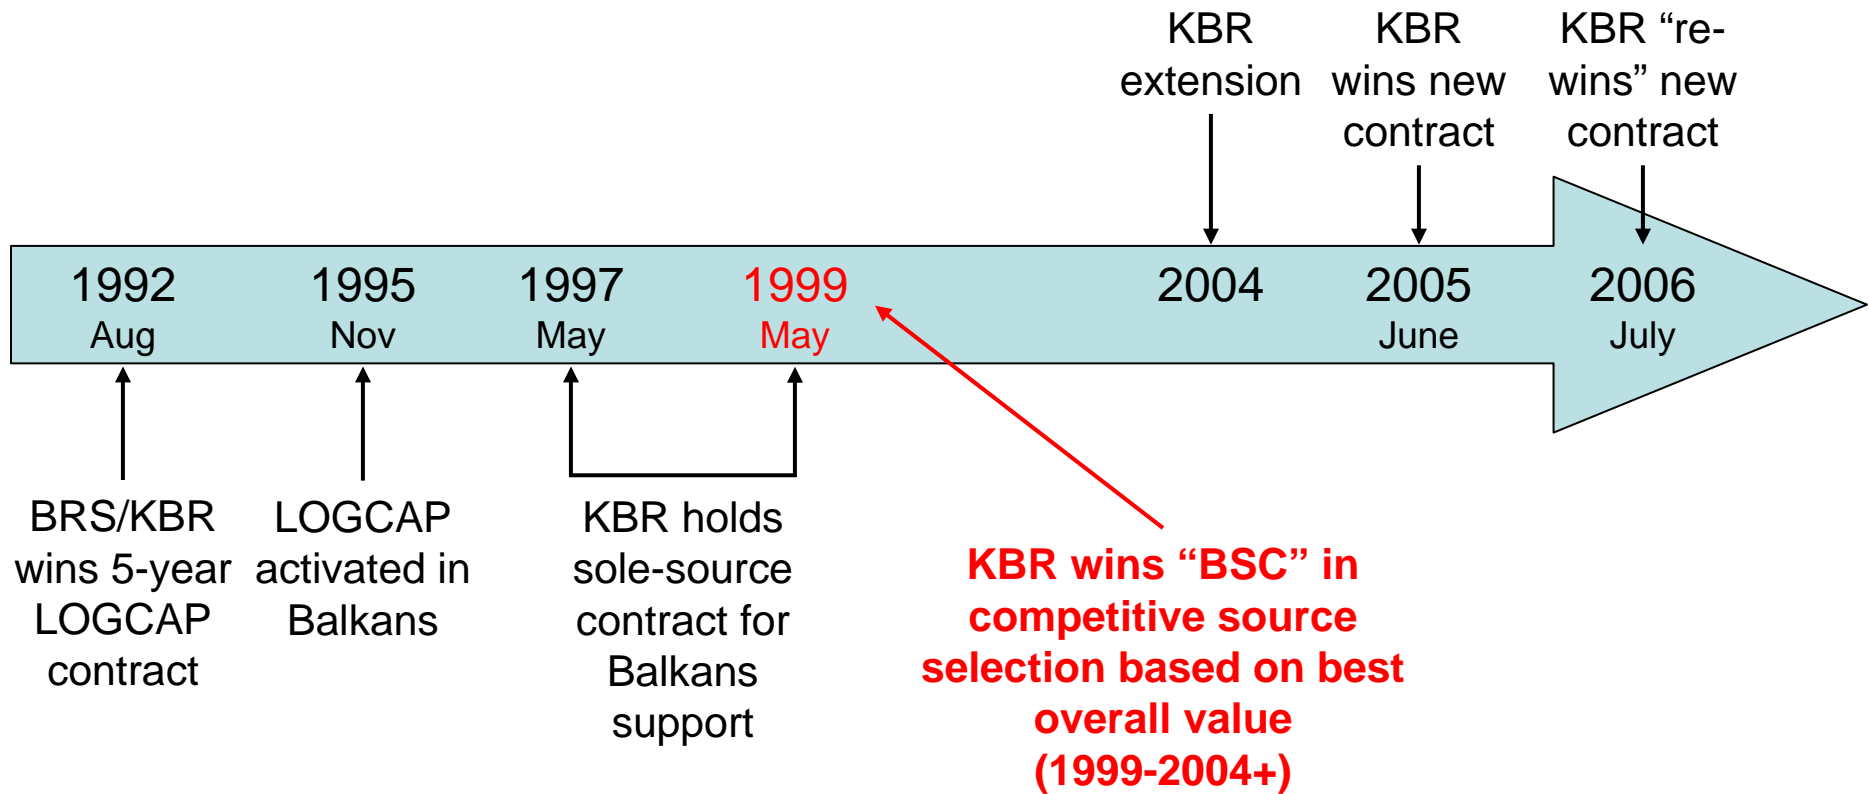 KBR
extension
KBR
wins new
contract
KBR “re-
wins” new
contract
1992
Aug
1995
Nov
1997
May
1999
May
2004
2005
June
2006
July
BRS/KBR
wins 5-year
LOGCAP
contract
LOGCAP
activated in
Balkans
KBR holds
sole-source
contract for
Balkans
support
KBR wins “BSC” in
competitive source
selection based on best
overall value
(1999-2004+)